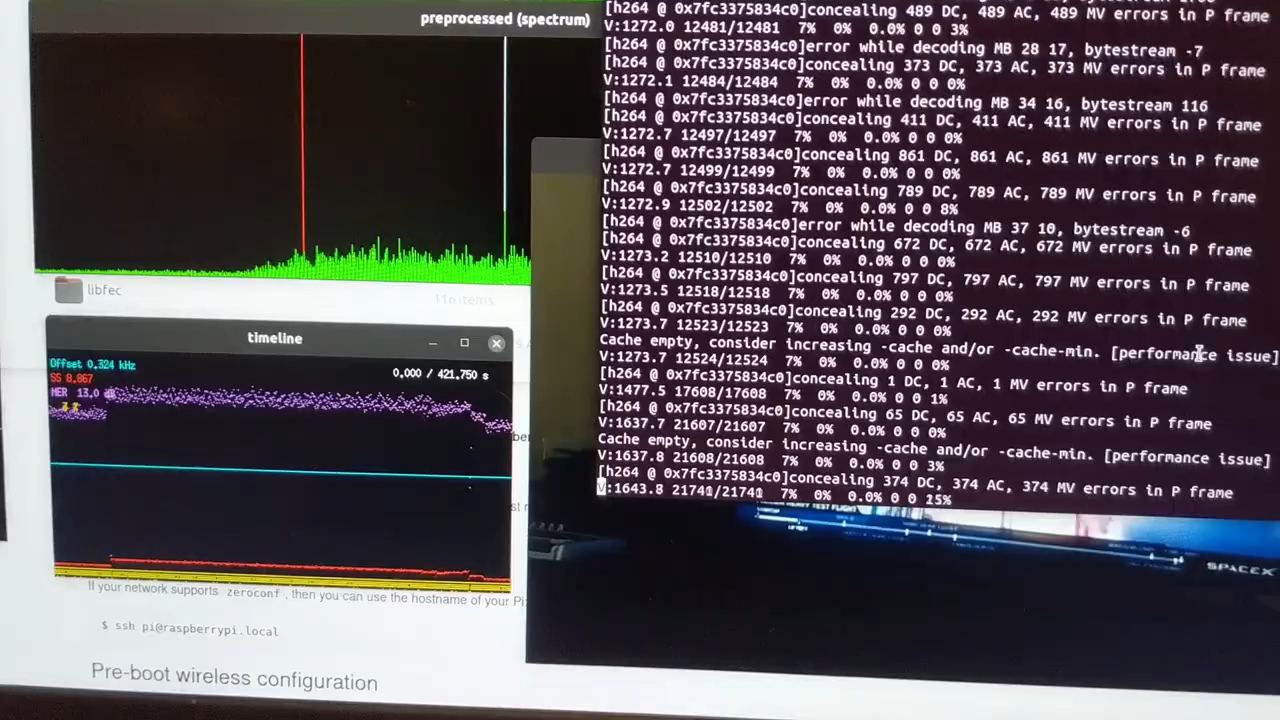 preprocessed (spectrum)
libfec
116 items
timeline
Offset 0,324 kHz
SS 8,867
MER 13,0
0.000 / 421.750 s
If your network supports zeroconf , then you can use the hostname of your Pi
$ ssh pi@raspberrypi.local
Pre-boot wireless configuration
[h264 @ 0x7fc3375834c0]concealing 489 DC, 489 AC, 489 MV errors in P frame
V:1272.0 12481/12481 7% 0% 0.0% 0 0 3%
[h264 @ 0x7fc3375834c0]error while decoding MB 28 17, bytestream -7
[h264 @ 0x7fc3375834c0]concealing 373 DC, 373 AC, 373 MV errors in P frame
V:1272.1 12484/12484 7% 0% 0.0% 0 0 0%
[h264 @ 0x7fc3375834c0]error while decoding MB 34 16, bytestream 116
[h264 @ 0x7fc3375834c0]concealing 411 DC, 411 AC, 411 MV errors in P frame
V:1272.7 12497/12497 7% 0% 0.0% 0 0 0%
[h264 @ 0x7fc3375834c0]concealing 861 DC, 861 AC, 861 MV errors in P frame
V:1272.7 12499/12499 7% 0% 0.0% 0 0 0%
[h264 @ 0x7fc3375834c0]concealing 789 DC, 789 AC, 789 MV errors in P frame
V:1272.9 12502/12502 7% 0% 0.0% 0 0 8%
[h264 @ 0x7fc3375834c0]error while decoding MB 37 10, bytestream -6
[h264 @ 0x7fc3375834c0]concealing 672 DC, 672 AC, 672 MV errors in P frame
V:1273.2 12510/12510 7% 0% 0.0% 0 0 0%
[h264 @ 0x7fc3375834c0]concealing 797 DC, 797 AC, 797 MV errors in P frame
V:1273.5 12518/12518 7% 0% 0.0% 0 0 0%
[h264 @ 0x7fc3375834c0]concealing 292 DC, 292 AC, 292 MV errors in P frame
V:1273.7 12523/12523 7% 0% 0.0% 0 0 0%
Cache empty, consider increasing -cache and/or -cache-min. [performance issue]
V:1273.7 12524/12524 7% 0% 0.0% 0 0 0%
[h264 @ 0x7fc3375834c0]concealing 1 DC, 1 AC, 1 MV errors in P frame
V:1477.5 17608/17608 7% 0% 0.0% 0 0 1%
[h264 @ 0x7fc3375834c0]concealing 65 DC, 65 AC, 65 MV errors in P frame
V:1637.7 21607/21607 7% 0% 0.0% 0 0 0%
Cache empty, consider increasing -cache and/or -cache-min. [performance issue]
V:1637.8 21608/21608 7% 0% 0.0% 0 0 3%
[h264 @ 0x7fc3375834c0]concealing 374 DC, 374 AC, 374 MV errors in P frame
V:1643.8 21741/21741 7% 0% 0.0% 0 0 25%
SPACEX